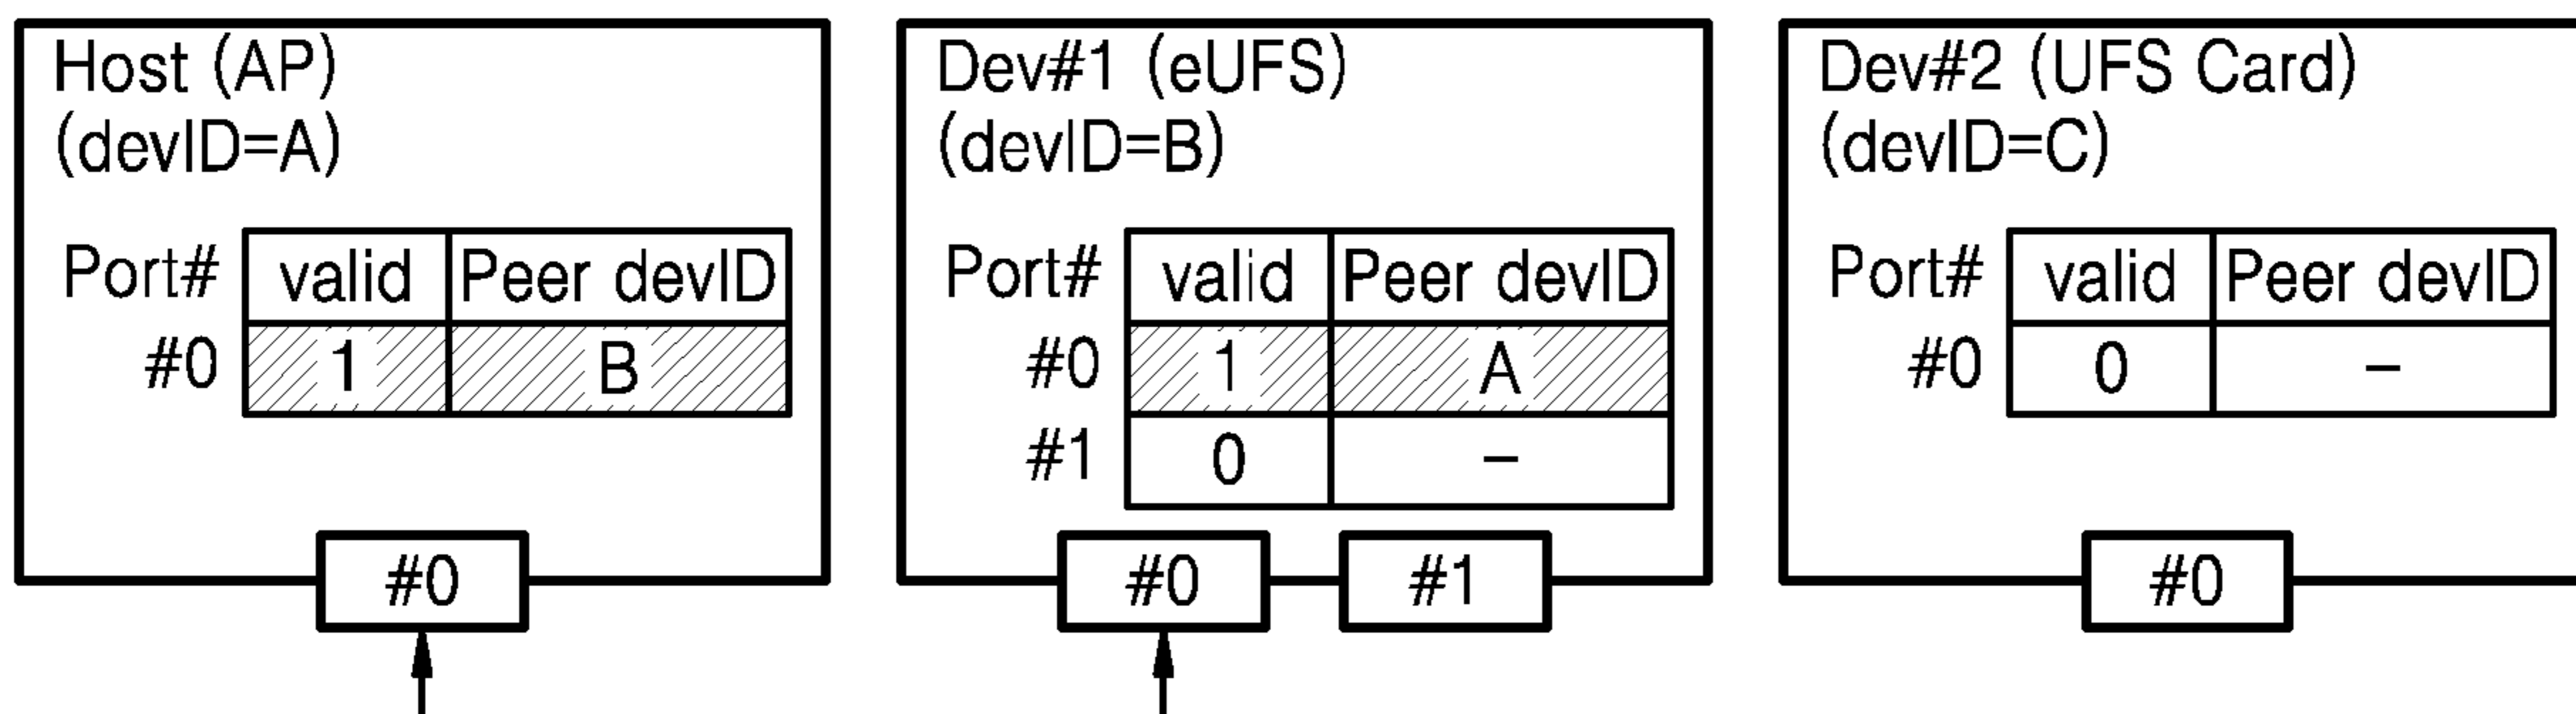 Host (AP)
(devID=A)
Port# valid Peer devID
#0 1 B
#0
Dev#1 (eUFS)
(devID=B)
Port# valid Peer devID
#0 1 A
#1 0 –
#0 #1
Dev#2 (UFS Card)
(devID=C)
Port# valid Peer devID
#0 0 –
#0